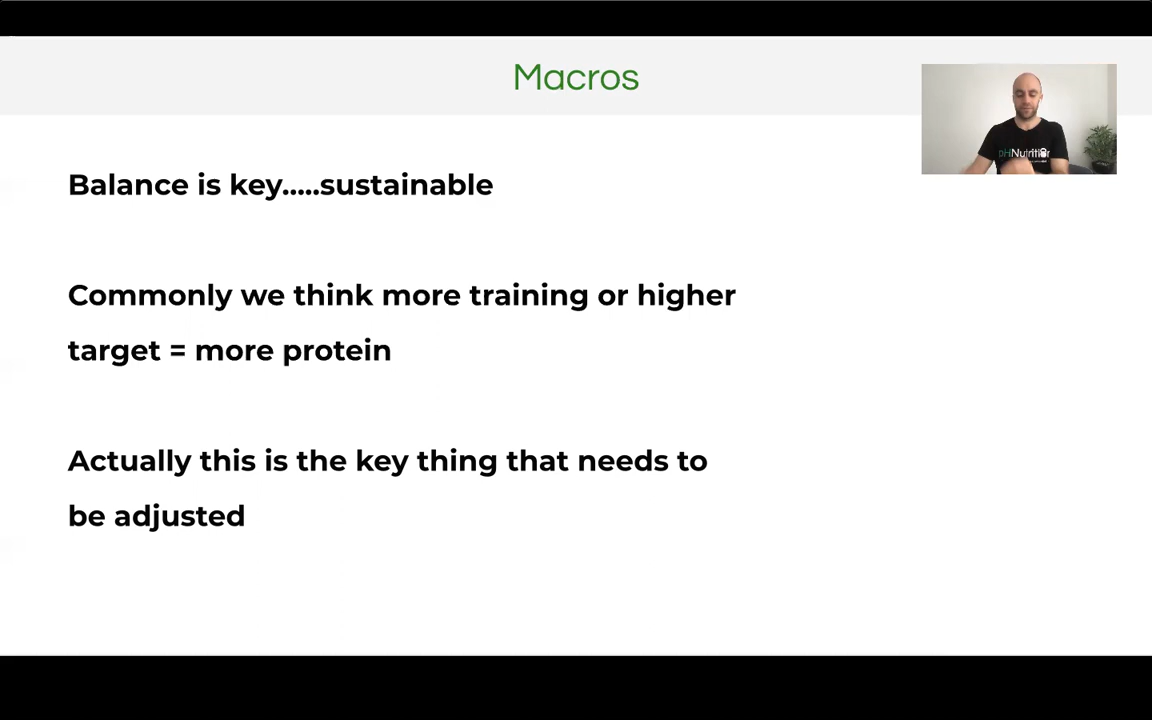 Macros
pHNutrition
Balance is key.....sustainable
Commonly we think more training or higher
target = more protein
Actually this is the key thing that needs to
be adjusted